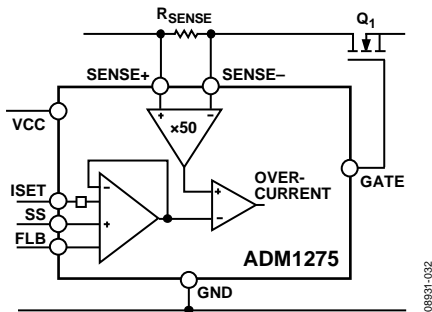 RSENSE
Q1
SENSE+
SENSE–
+
–
×50
VCC
ISET
SS
FLB
–
+
+
–
OVER-
CURRENT
GATE
ADM1275
GND
08931-032